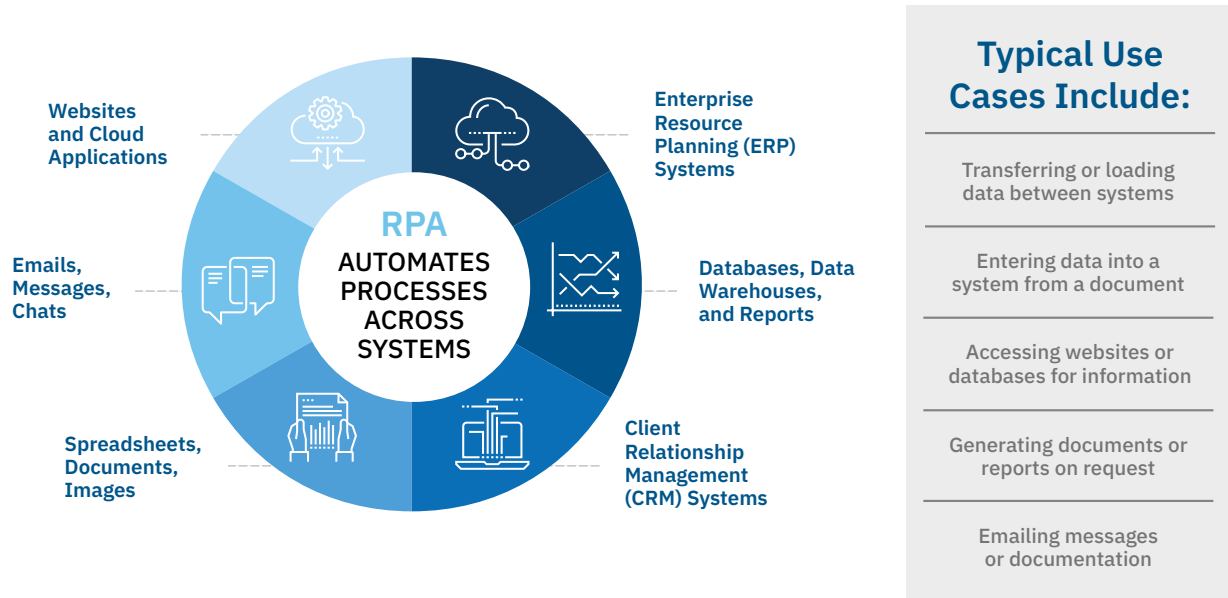 Websites
and Cloud
Applications
Enterprise
Resource
Planning (ERP)
Systems
Emails,
Messages,
Chats
RPA
AUTOMATES
PROCESSES
ACROSS
SYSTEMS
Databases, Data
Warehouses,
and Reports
Spreadsheets,
Documents,
Images
Client
Relationship
Management
(CRM) Systems
Typical Use
Cases Include:
Transferring or loading
data between systems
Entering data into a
system from a document
Accessing websites or
databases for information
Generating documents or
reports on request
Emailing messages
or documentation